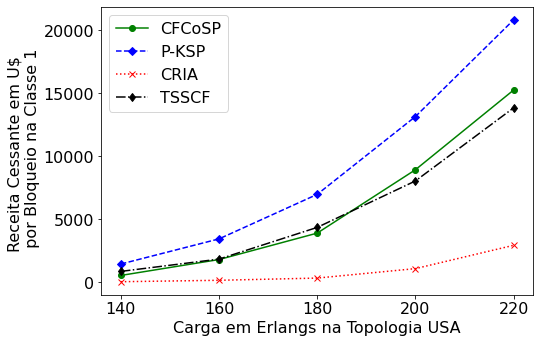 CFCoSP
P-KSP
CRIA
TSSCF
20000
15000
10000
5000
0
Receita Cessante em U$
por Bloqueio na Classe 1
140 160 180 200 220
Carga em Erlangs na Topologia USA